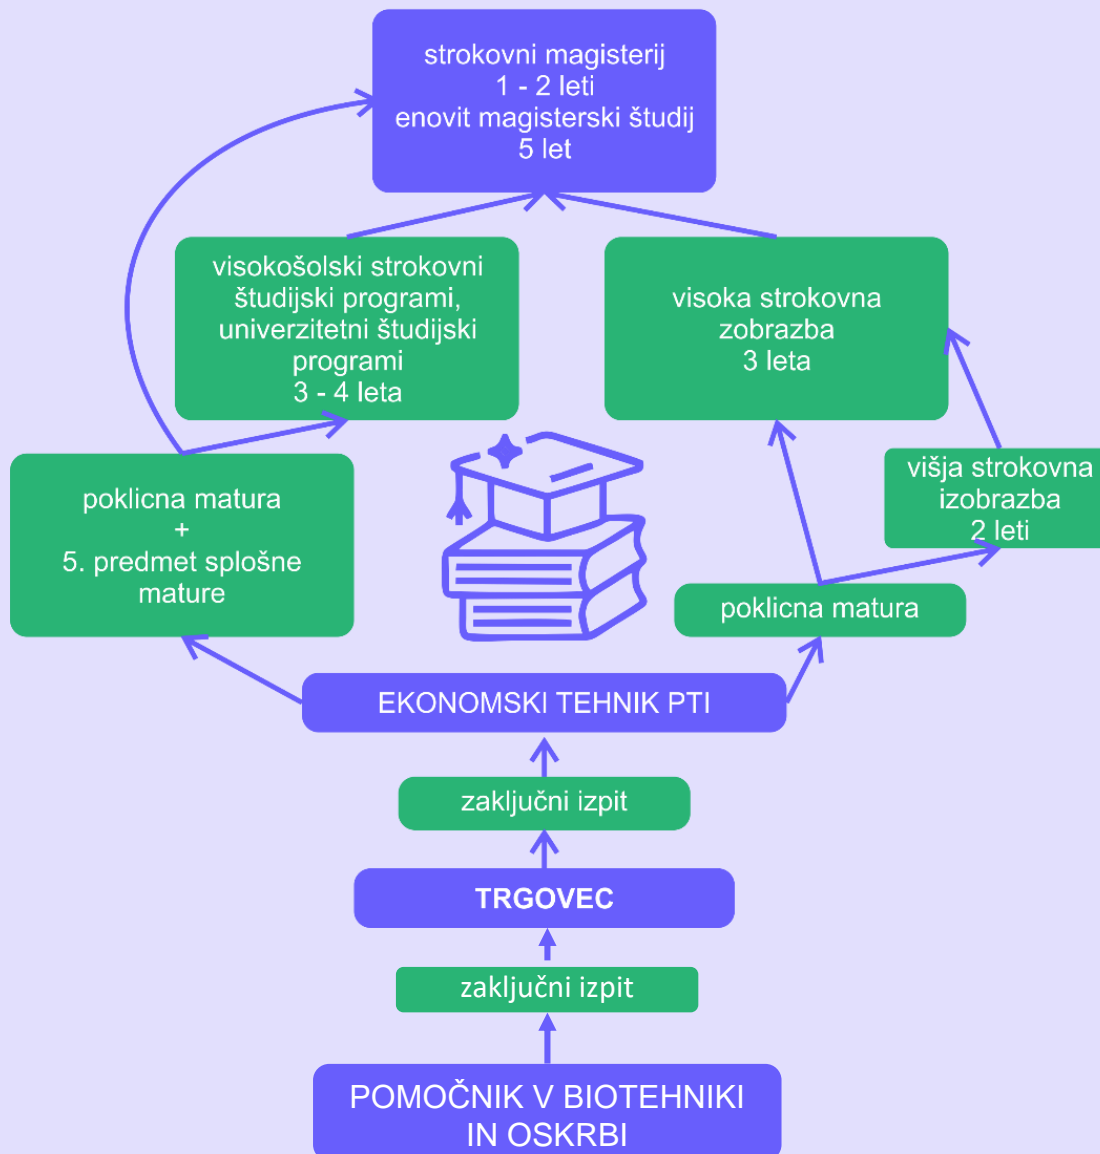 strokovni magisterij
1 - 2 leti
enovit magisterski študij
5 let
visokošolski strokovni
študijski programi,
univerzitetni študijski
programi
3 - 4 leta
visoka strokovna
zobrazba
3 leta
višja strokovna
izobrazba
2 leti
poklicna matura
+
5. predmet splošne
mature
poklicna matura
EKONOMSKI TEHNIK PTI
zaključni izpit
TRGOVEC
zaključni izpit
POMOČNIK V BIOTEHNIKI
IN OSKRBI